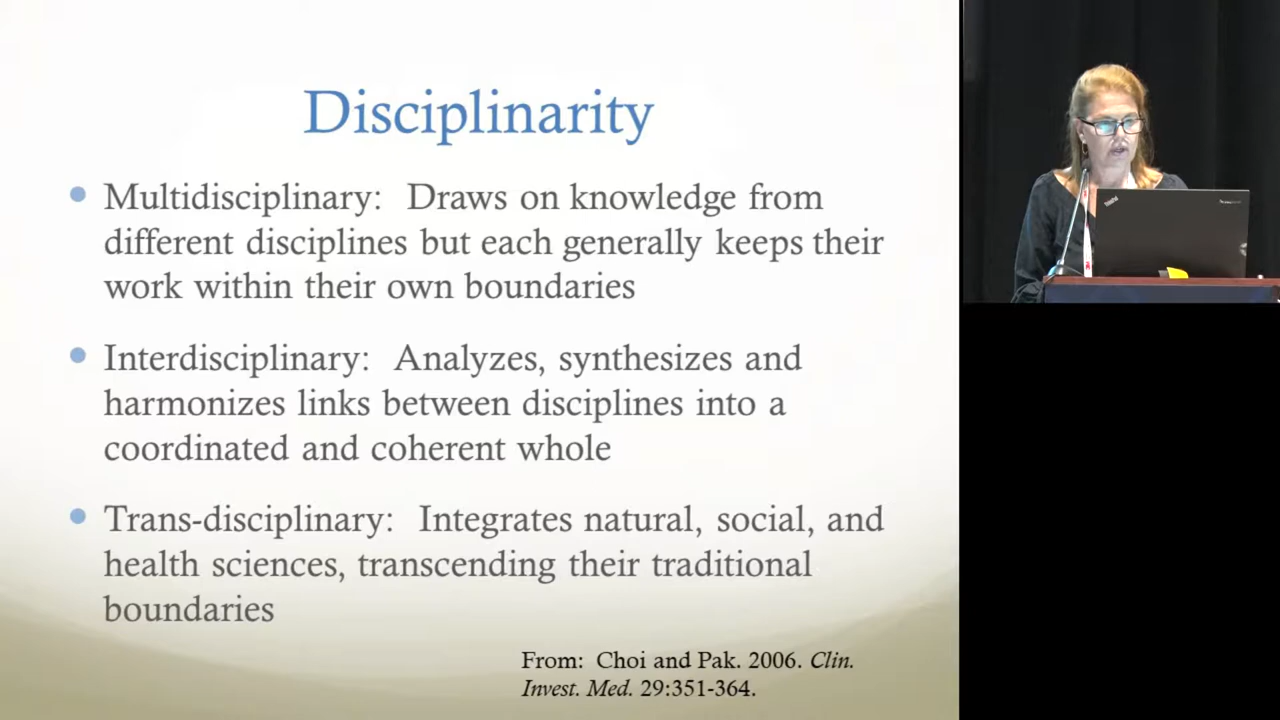 Disciplinarity
Multidisciplinary: Draws on knowledge from
different disciplines but each generally keeps their
work within their own boundaries
Interdisciplinary: Analyzes, synthesizes and
harmonizes links between disciplines into a
coordinated and coherent whole
Trans-disciplinary: Integrates natural, social, and
health sciences, transcending their traditional
boundaries
From: Choi and Pak. 2006. Clin.
Invest. Med. 29:351-364.